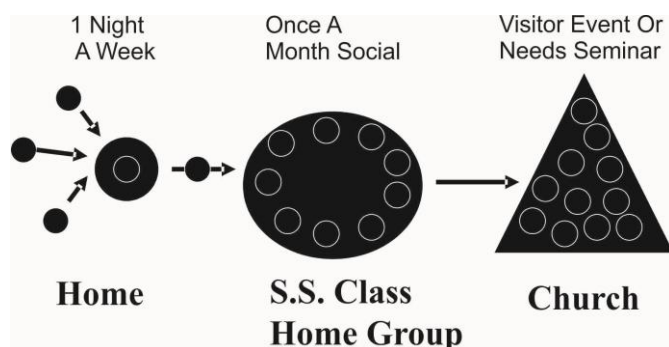 1 Night
A Week
Once A
Month Social
Visitor Event Or
Needs Seminar
Home
S.S. Class
Home Group
Church